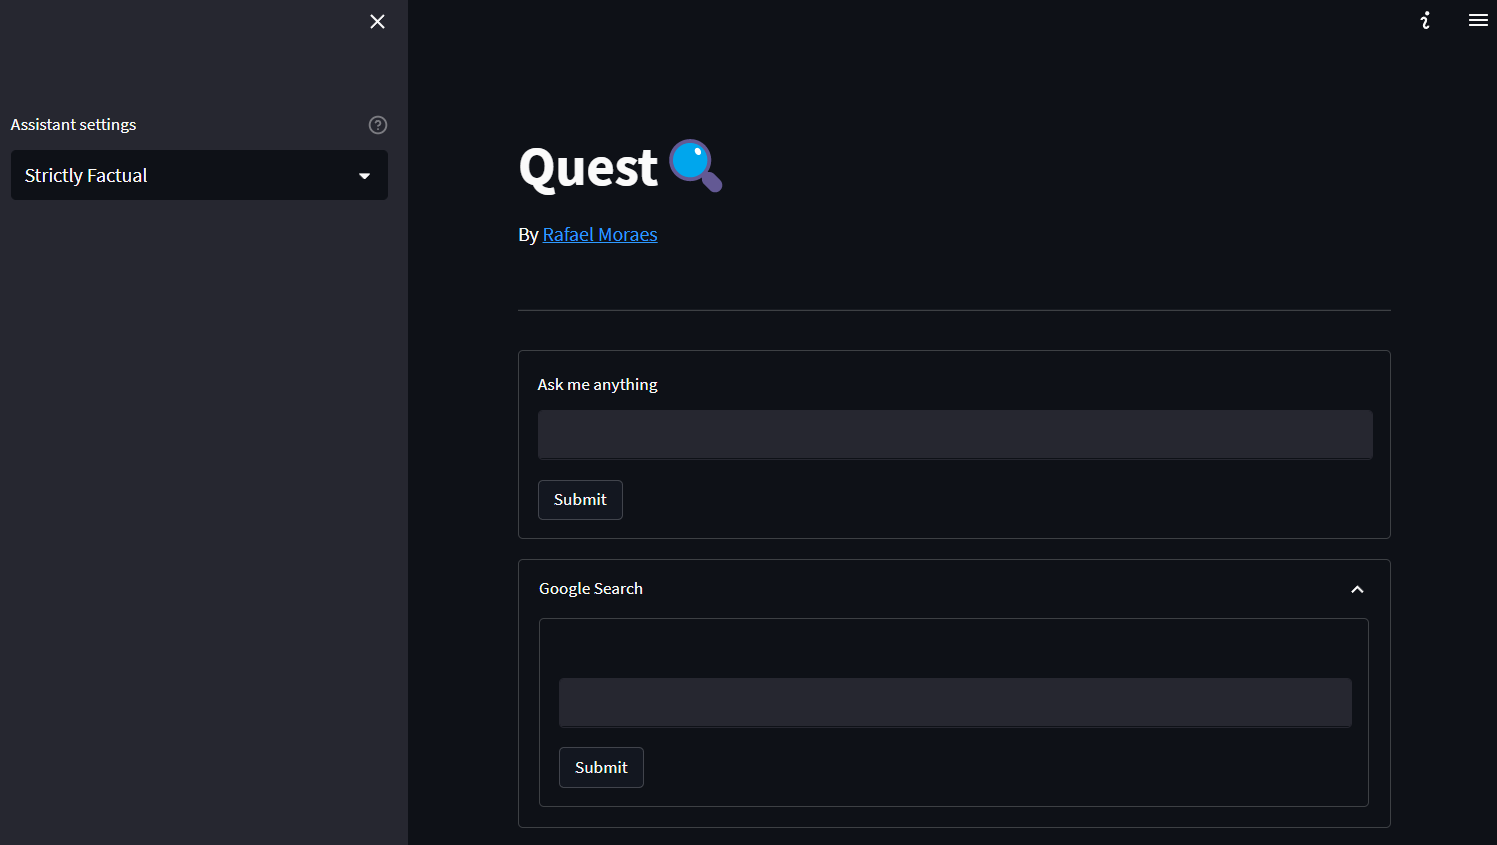 Assistant settings
Strictly Factual
Quest
By Rafael Moraes
Ask me anything
Submit
Google Search
Submit